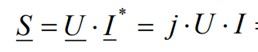 S = U · I* = j · U · I =